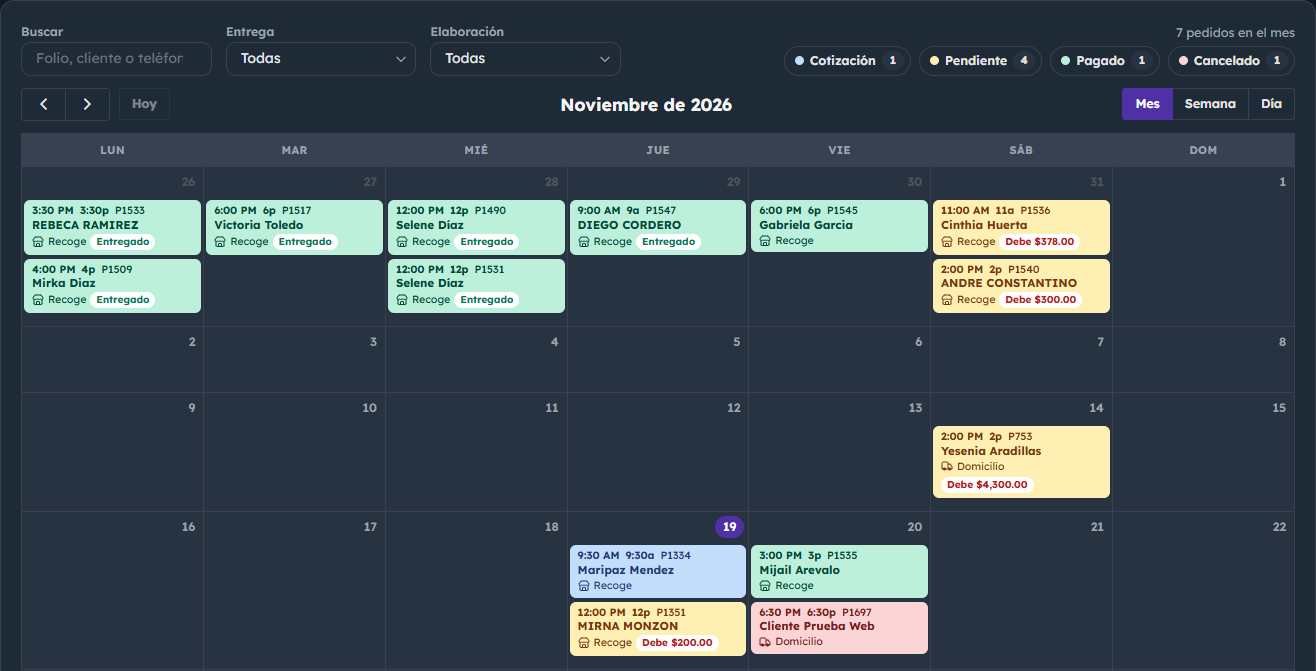 Buscar
Entrega
Elaboración
7 pedidos en el mes
Folio, cliente o teléfor
Todas
Todas
Cotización 1
Pendiente 4
Pagado 1
Cancelado 1
Hoy
Noviembre de 2026
Mes
Semana
Día
LUN MAR MIÉ JUE VIE SÁB DOM
26
3:30 PM 3:30p P1533
REBECA RAMIREZ
Recoge Entregado
4:00 PM 4p P1509
Mirka Diaz
Recoge Entregado
27
6:00 PM 6p P1517
Victoria Toledo
Recoge Entregado
28
12:00 PM 12p P1490
Selene Díaz
Recoge Entregado
12:00 PM 12p P1531
Selene Díaz
Recoge Entregado
29
9:00 AM 9a P1547
DIEGO CORDERO
Recoge Entregado
30
6:00 PM 6p P1545
Gabriela Garcia
Recoge
31
11:00 AM 11a P1536
Cinthia Huerta
Recoge Debe $378.00
2:00 PM 2p P1540
ANDRE CONSTANTINO
Recoge Debe $300.00
1
2 3 4 5 6 7 8
9 10 11 12 13 14
2:00 PM 2p P753
Yesenia Aradillas
Domicilio
Debe $4,300.00
15
16 17 18 19
9:30 AM 9:30a P1334
Maripaz Mendez
Recoge
12:00 PM 12p P1351
MIRNA MONZON
Recoge Debe $200.00
20
3:00 PM 3p P1535
Mijail Arevalo
Recoge
6:30 PM 6:30p P1697
Cliente Prueba Web
Domicilio
21 22